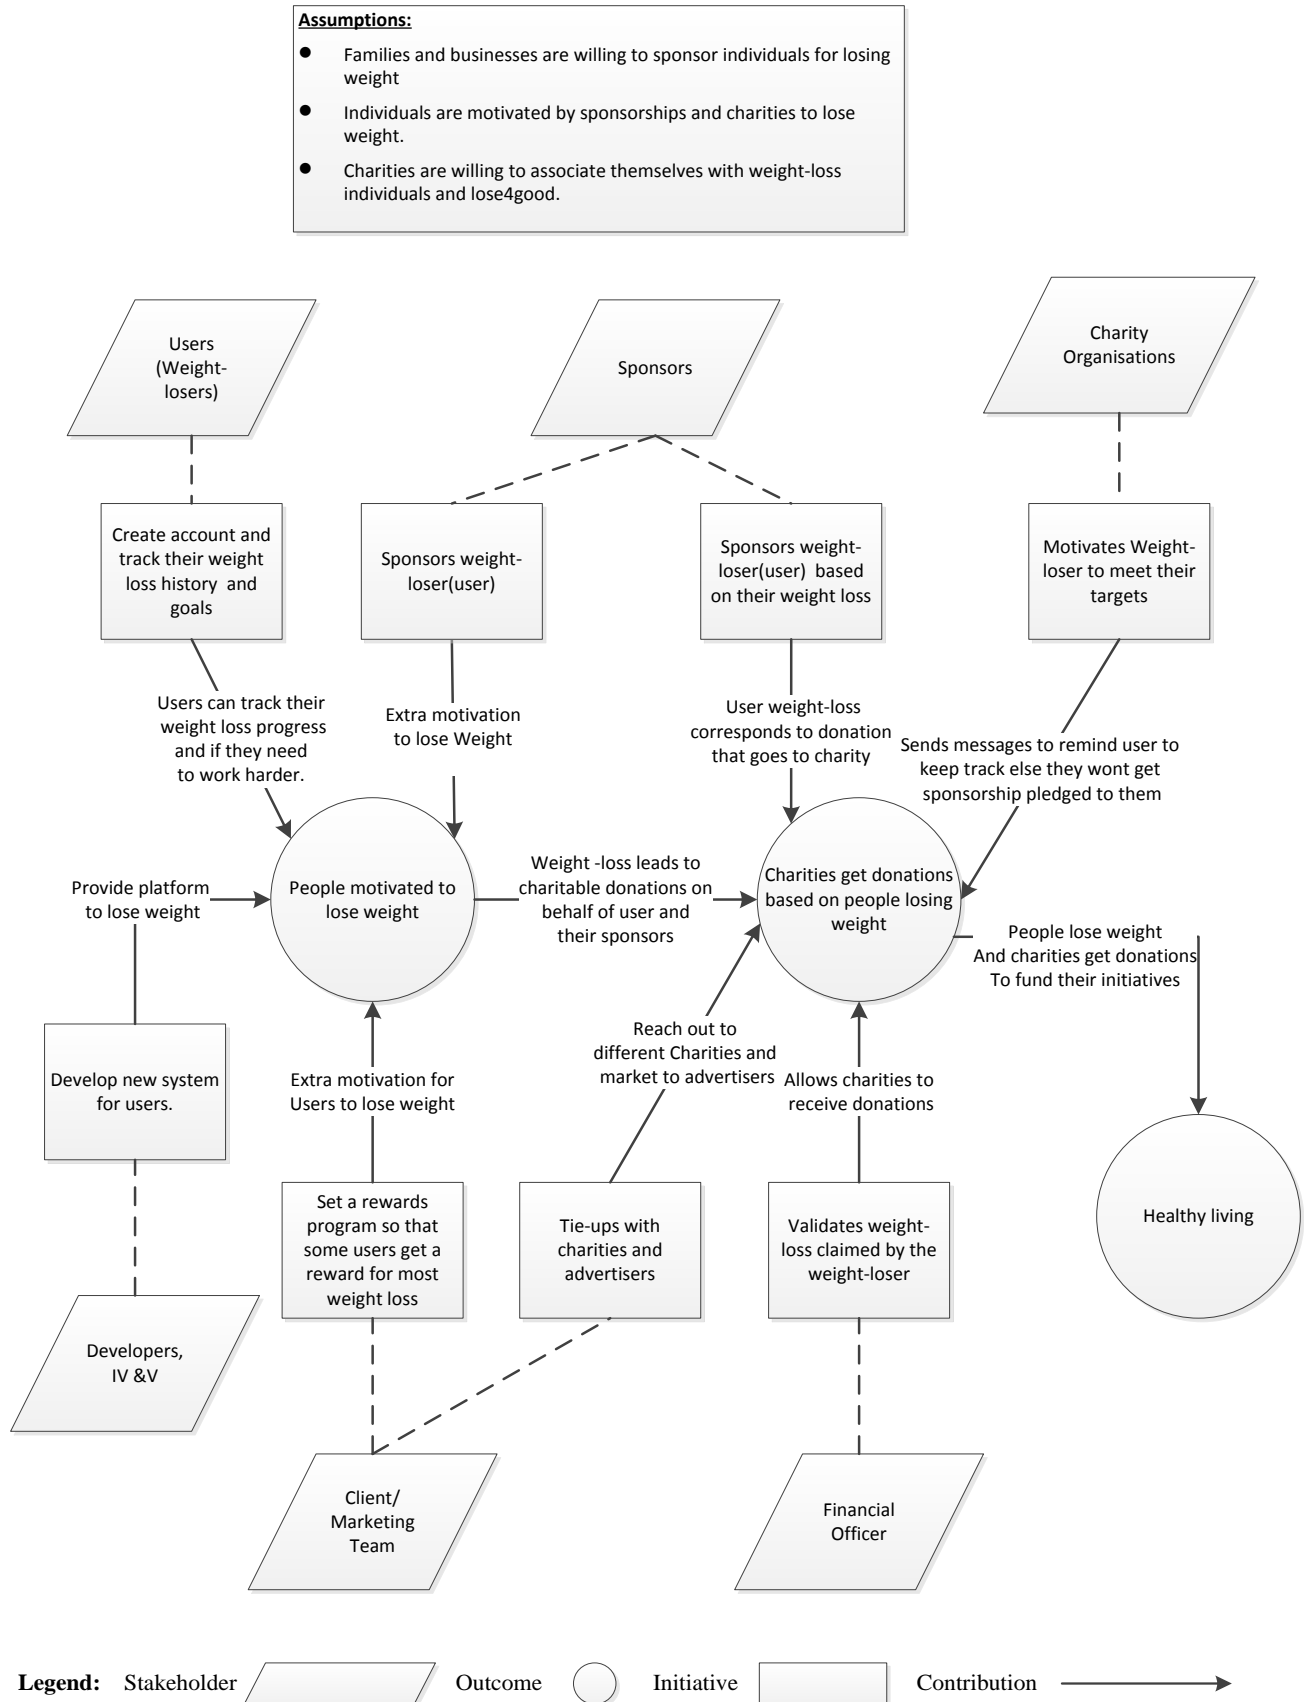 Assumptions:
● Families and businesses are willing to sponsor individuals for losing
weight
● Individuals are motivated by sponsorships and charities to lose
weight.
● Charities are willing to associate themselves with weight-loss
individuals and lose4good.
Users
(Weight-
losers)
Sponsors
Charity
Organisations
Create account and
track their weight
loss history and
goals
Sponsors weight-
loser(user)
Sponsors weight-
loser(user) based
on their weight loss
Motivates Weight-
loser to meet their
targets
Users can track their
weight loss progress
and if they need
to work harder.
Extra motivation
to lose Weight
User weight-loss
corresponds to donation
that goes to charity
Sends messages to remind user to
keep track else they wont get
sponsorship pledged to them
Provide platform
to lose weight
People motivated to
lose weight
Weight -loss leads to
charitable donations on
behalf of user and
their sponsors
Charities get donations
based on people losing
weight
People lose weight
And charities get donations
To fund their initiatives
Develop new system
for users.
Extra motivation for
Users to lose weight
Reach out to
different Charities and
market to advertisers
Allows charities to
receive donations
Set a rewards
program so that
some users get a
reward for most
weight loss
Tie-ups with
charities and
advertisers
Validates weight-
loss claimed by the
weight-loser
Healthy living
Developers,
IV &V
Client/
Marketing
Team
Financial
Officer
Legend: Stakeholder Outcome Initiative Contribution